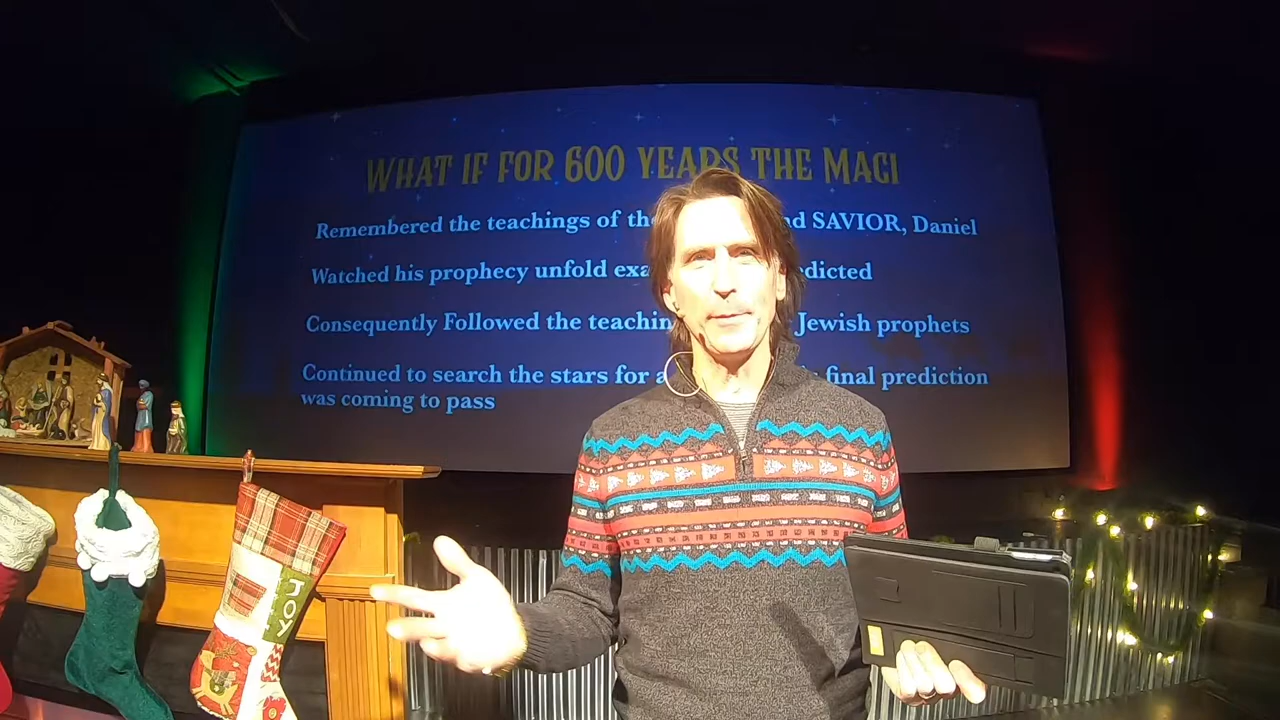 WHAT IF FOR 600 YEARS THE MAGI
Remembered the teachings of the nd SAVIOR, Daniel
Watched his prophecy unfold exa edicted
Consequently Followed the teachin Jewish prophets
Continued to search the stars for a final prediction
was coming to pass
JOY